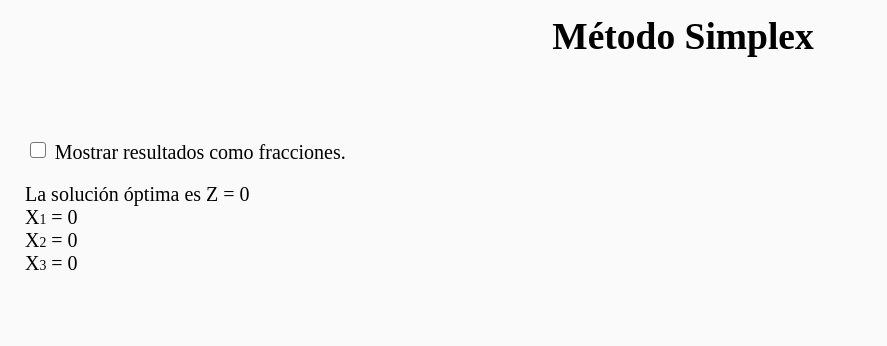 Método Simplex
Mostrar resultados como fracciones.
La solución óptima es Z = 0
X1 = 0
X2 = 0
X3 = 0